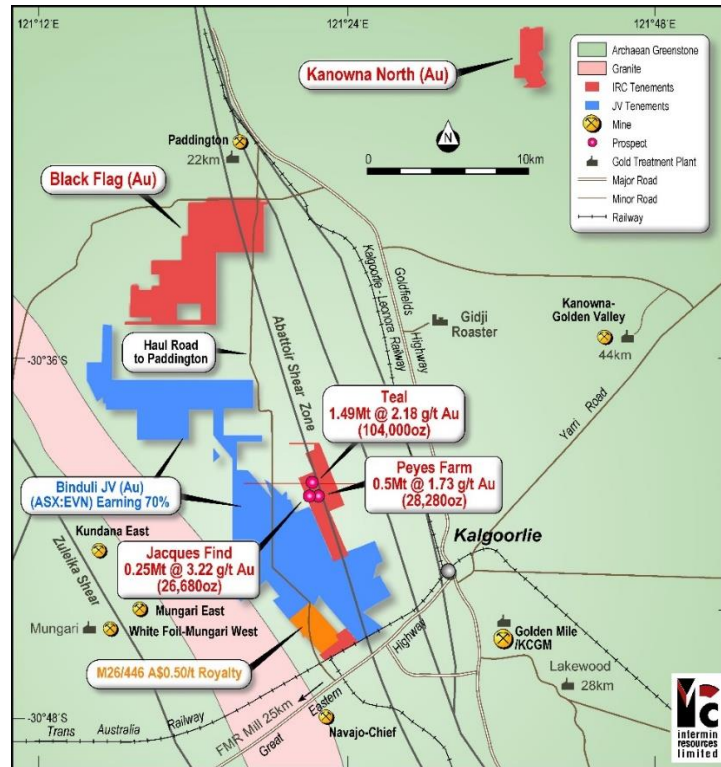 121°12'E
121°24'E
121°48'E
Kanowna North (Au)
Archaean Greenstone
Granite
IRC Tenements
JV Tenements
Mine
Prospect
Gold Treatment Plant
Major Road
Minor Road
Railway
N
0
10km
Paddington
22km
Black Flag (Au)
Kalgoorlie - Leonora Railway
Goldfields
Highway
Gidji
Roaster
Kanowna-
Golden Valley
44km
-30°36'S
Haul Road
to Paddington
Abattoir Shear Zone
Yarri Road
Teal
1.49Mt @ 2.18 g/t Au
(104,000oz)
Peyes Farm
0.5Mt @ 1.73 g/t Au
(28,280oz)
Binduli JV (Au)
(ASX:EVN) Earning 70%
Kundana East
Zuleika Shear
Jacques Find
0.25Mt @ 3.22 g/t Au
(26,680oz)
Kalgoorlie
Mungari East
Mungari
White Foil-Mungari West
Golden Mile
/KCGM
Lakewood
28km
M26/446 A$0.50/t Royalty
-30°48'S
Trans Australia Railway
FMR Mill 25km
Great Eastern Highway
Navajo-Chief
intermin
resources
limited